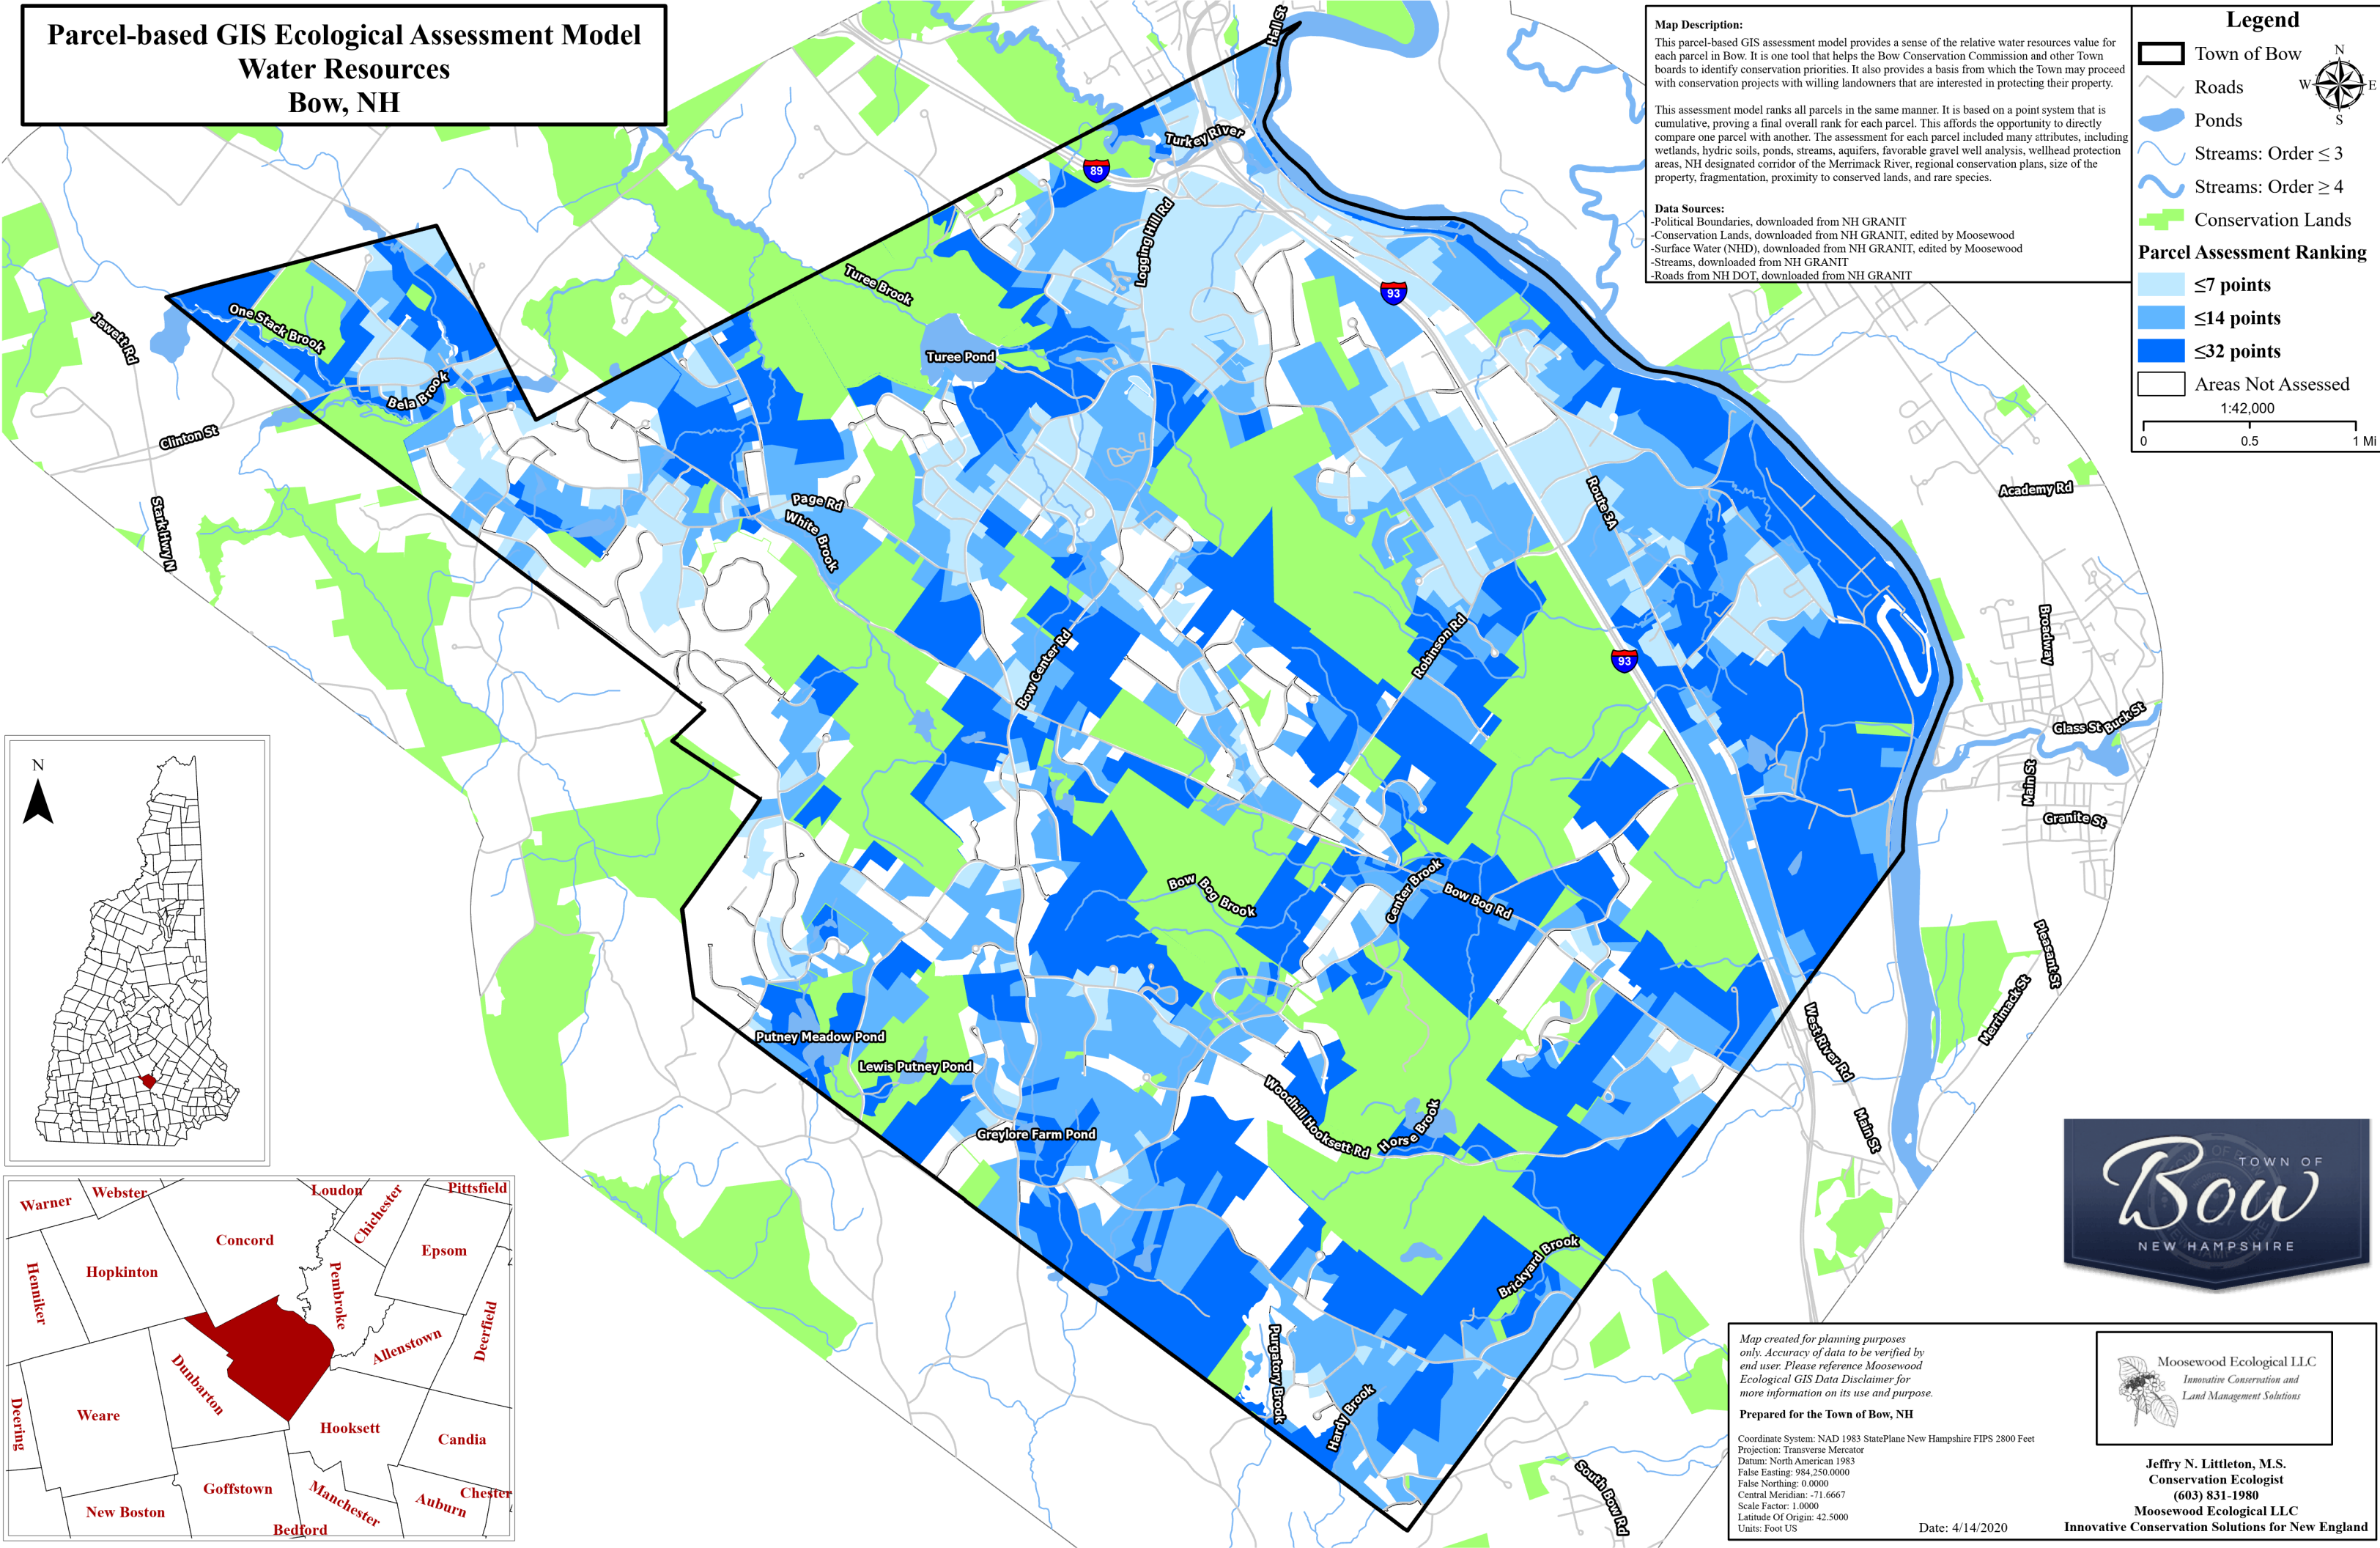 Parcel-based GIS Ecological Assessment Model
Water Resources
Bow, NH
Map Description:
This parcel-based GIS assessment model provides a sense of the relative water resources value for
each parcel in Bow. It is one tool that helps the Bow Conservation Commission and other Town
boards to identify conservation priorities. It also provides a basis from which the Town may proceed
with conservation projects with willing landowners that are interested in protecting their property.
This assessment model ranks all parcels in the same manner. It is based on a point system that is
cumulative, proving a final overall rank for each parcel. This affords the opportunity to directly
compare one parcel with another. The assessment for each parcel included many attributes, including
wetlands, hydric soils, ponds, streams, aquifers, favorable gravel well analysis, wellhead protection
areas, NH designated corridor of the Merrimack River, regional conservation plans, size of the
property, fragmentation, proximity to conserved lands, and rare species.
Data Sources:
-Political Boundaries, downloaded from NH GRANIT
-Conservation Lands, downloaded from NH GRANIT, edited by Moosewood
-Surface Water (NHD), downloaded from NH GRANIT, edited by Moosewood
-Streams, downloaded from NH GRANIT
-Roads from NH DOT, downloaded from NH GRANIT
Legend
Town of Bow
Roads
Ponds
Streams: Order ≤ 3
Streams: Order ≥ 4
Conservation Lands
Parcel Assessment Ranking
≤7 points
≤14 points
≤32 points
Areas Not Assessed
1:42,000
0 0.5 1 Mi
N
W E
S
Hall St
Turkey River
89
Logging Hill Rd
Turee Brook
93
One Stack Brook
Jewett Rd
Turee Pond
Bela Brook
Clinton St
Stark Hwy N
Page Rd
White Brook
Route 3A
Academy Rd
Broadway
Robinson Rd
93
Bow Center Rd
Glass St
Buck St
Main St
Granite St
Bow Bog Brook
Center Brook
Bow Bog Rd
Pleasant St
Merrimack St
West River Rd
Putney Meadow Pond
Lewis Putney Pond
Woodhill Hooksett Rd
Horse Brook
Main St
Greylore Farm Pond
Brickyard Brook
Purgatory Brook
Hardy Brook
South Bow Rd
N
Warner
Webster
Loudon
Chichester
Pittsfield
Concord
Epsom
Hopkinton
Henniker
Pembroke
Deerfield
Allenstown
Dunbarton
Deering
Weare
Hooksett
Candia
Goffstown
Manchester
Auburn
Chester
New Boston
Bedford
TOWN OF
Bow
NEW HAMPSHIRE
Map created for planning purposes
only. Accuracy of data to be verified by
end user. Please reference Moosewood
Ecological GIS Data Disclaimer for
more information on its use and purpose.
Prepared for the Town of Bow, NH
Coordinate System: NAD 1983 StatePlane New Hampshire FIPS 2800 Feet
Projection: Transverse Mercator
Datum: North American 1983
False Easting: 984,250.0000
False Northing: 0.0000
Central Meridian: -71.6667
Scale Factor: 1.0000
Latitude Of Origin: 42.5000
Units: Foot US
Date: 4/14/2020
Moosewood Ecological LLC
Innovative Conservation and
Land Management Solutions
Jeffry N. Littleton, M.S.
Conservation Ecologist
(603) 831-1980
Moosewood Ecological LLC
Innovative Conservation Solutions for New England